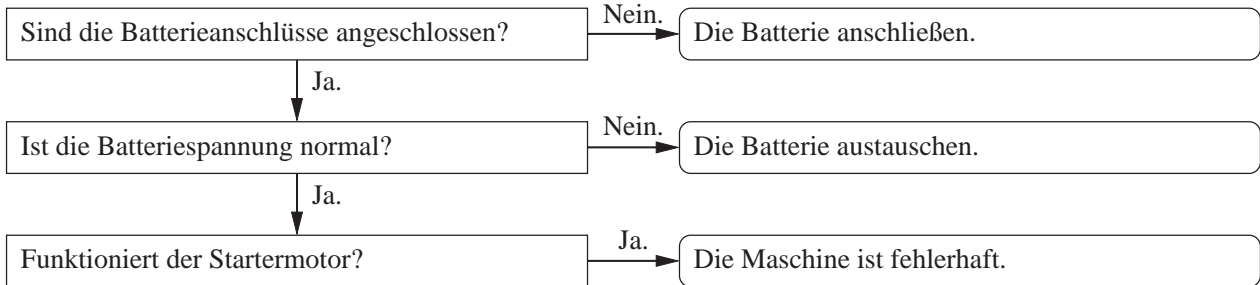 Sind die Batterieanschlüsse angeschlossen?
Nein.
Die Batterie anschließen.
Ja.
Ist die Batteriespannung normal?
Nein.
Die Batterie austauschen.
Ja.
Funktioniert der Startermotor?
Ja.
Die Maschine ist fehlerhaft.